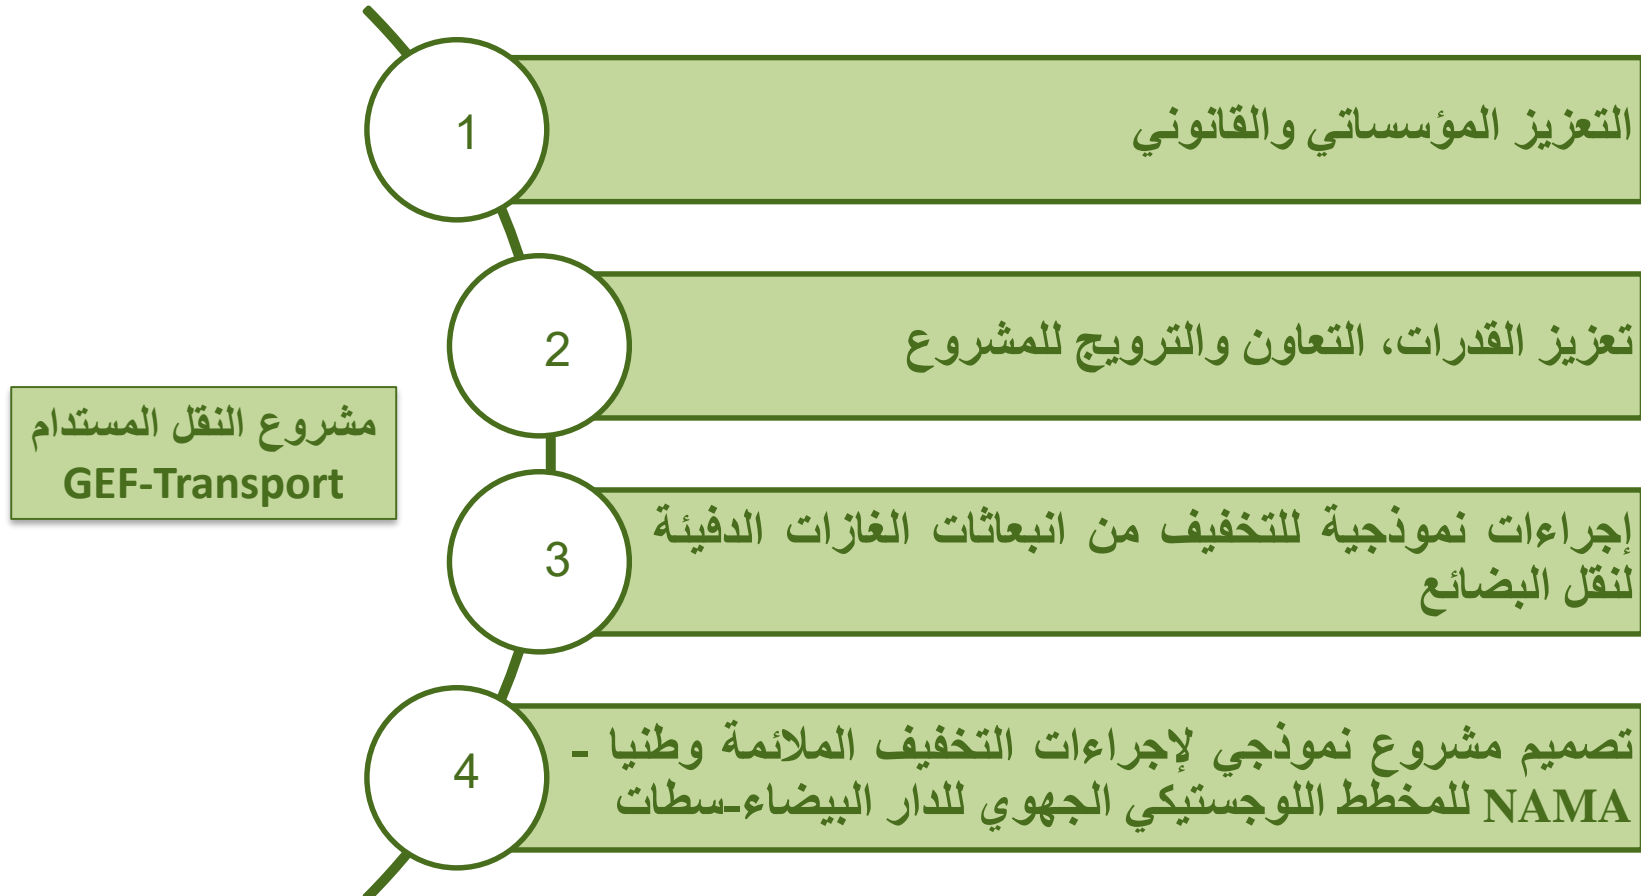 مشروع النقل المستدام
GEF-Transport
1
التعزيز المؤسساتي والقانوني
2
تعزيز القدرات، التعاون والترويج للمشروع
3
إجراءات نموذجية للتخفيف من انبعاثات الغازات الدفيئة
لنقل البضائع
4
تصميم مشروع نموذجي لإجراءات التخفيف الملائمة وطنيا -
NAMA للمخطط اللوجستيكي الجهوي للدار البيضاء-سطات